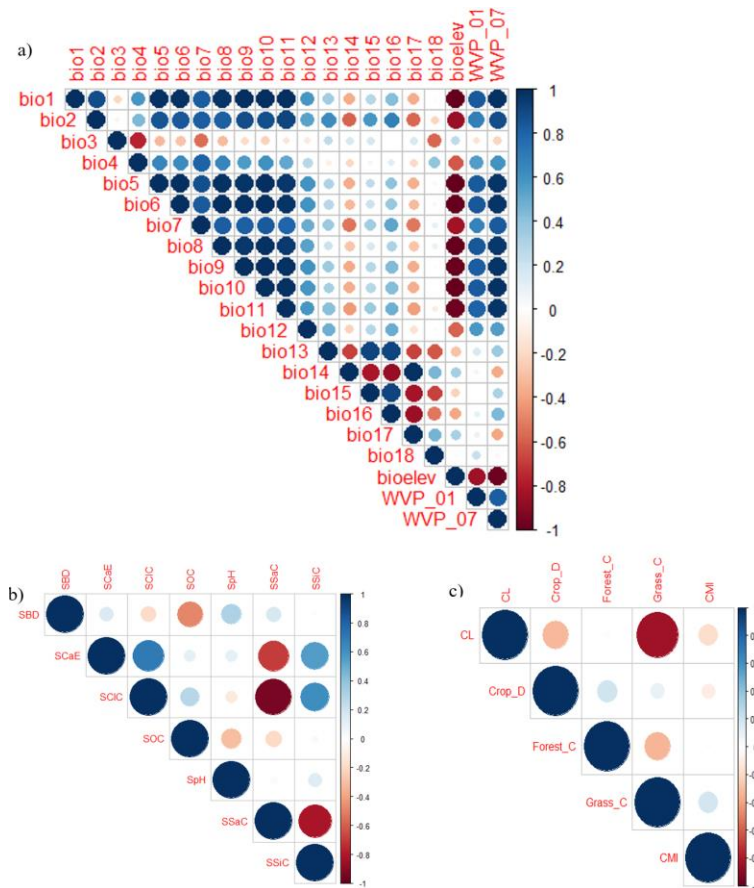 a)
bio1 bio2 bio3 bio4 bio5 bio6 bio7 bio8 bio9 bio10 bio11 bio12 bio13 bio14 bio15 bio16 bio17 bio18 bioelev WVP_01 WVP_07
bio1
bio2
bio3
bio4
bio5
bio6
bio7
bio8
bio9
bio10
bio11
bio12
bio13
bio14
bio15
bio16
bio17
bio18
bioelev
WVP_01
WVP_07
1
0.8
0.6
0.4
0.2
0
-0.2
-0.4
-0.6
-0.8
-1
b)
SBD SCaE SClC SOC SpH SSaC SSiC
SBD
SCaE
SClC
SOC
SpH
SSaC
SSiC
1
0.8
0.6
0.4
0.2
0
-0.2
-0.4
-0.6
-0.8
-1
c)
CL Crop_D Forest_C Grass_C CMI
CL
Crop_D
Forest_C
Grass_C
CMI